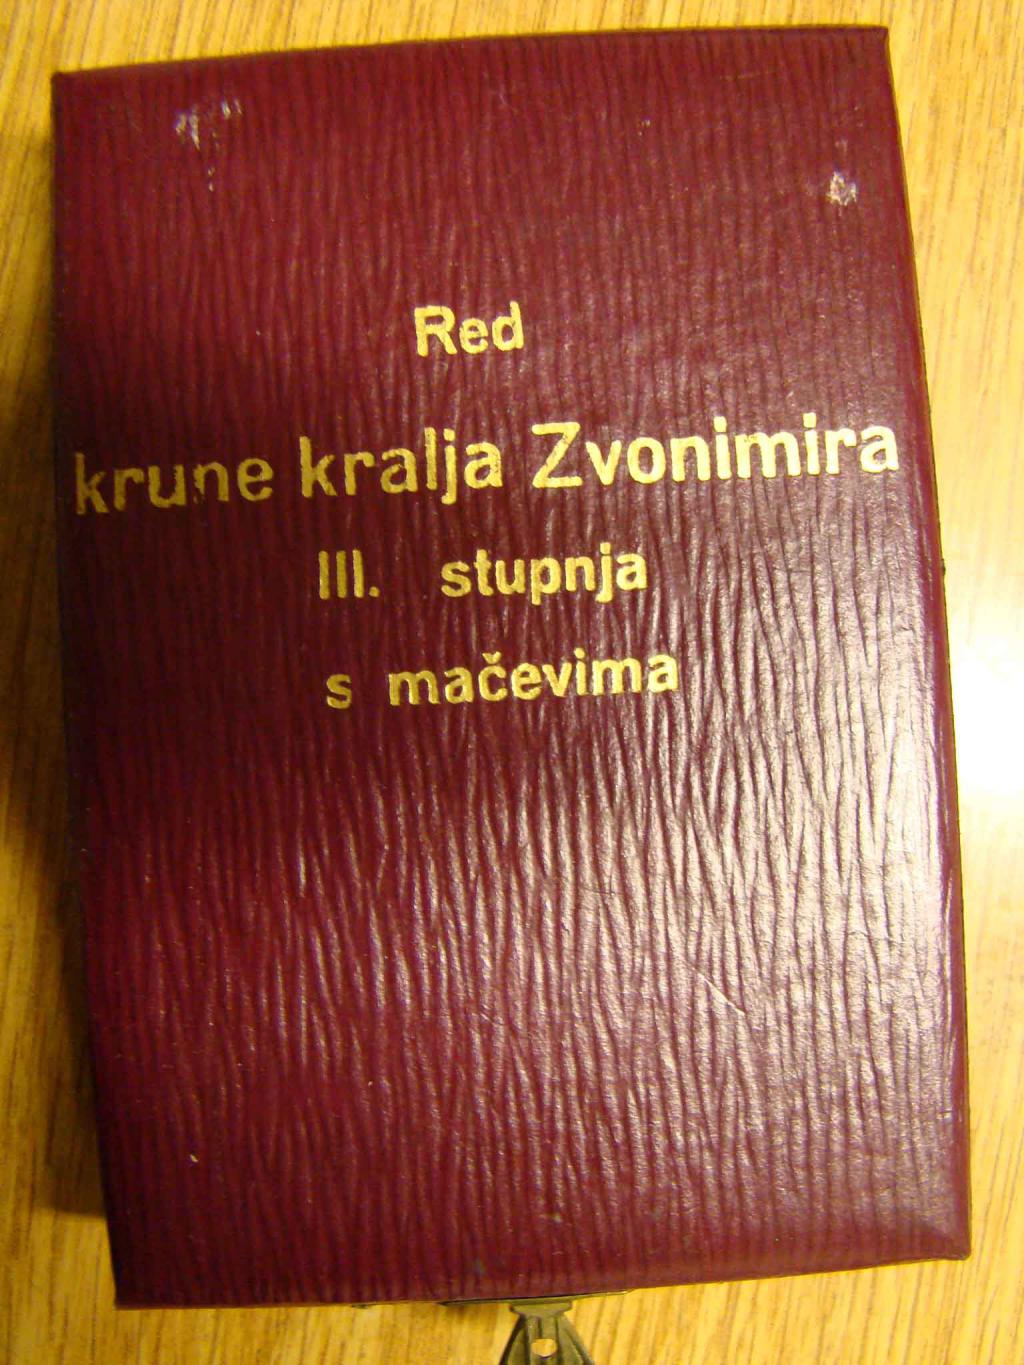 Red
krune kralja Zvonimira
III. stupnja
s mačevima